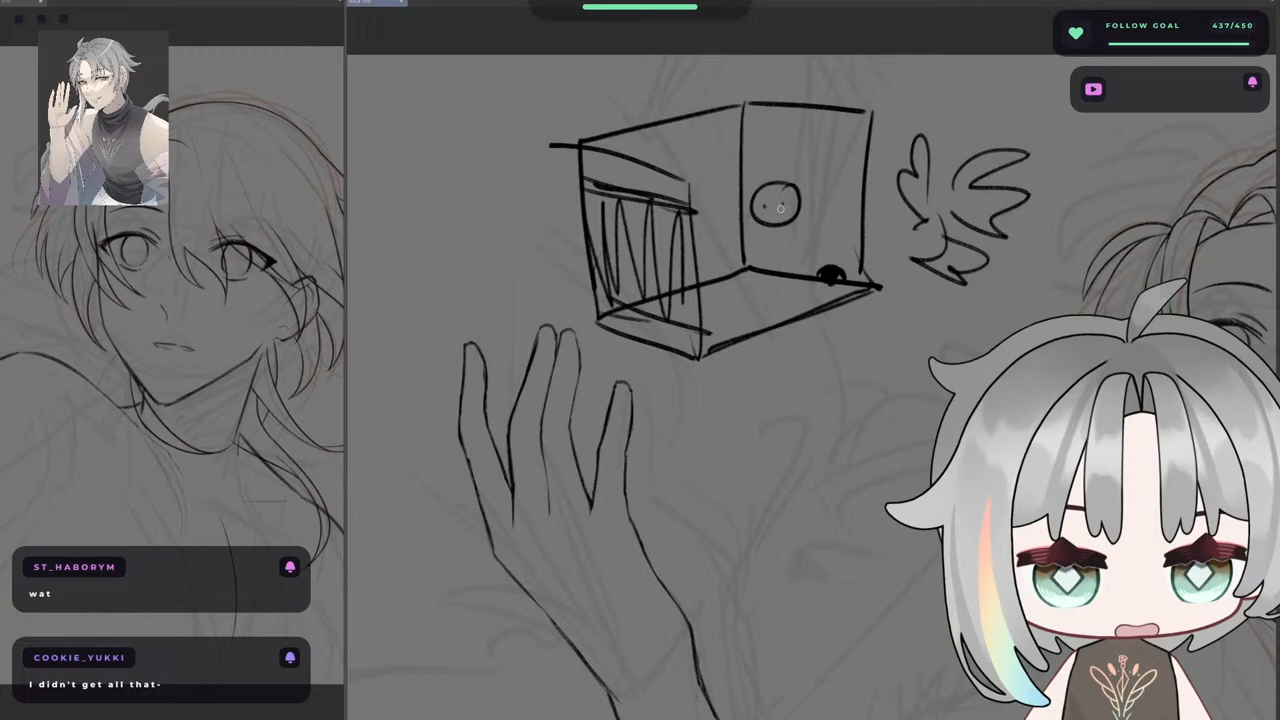 FOLLOW GOAL 437/450
ST_HABORYM
wat
COOKIE_YUKKI
I didn't get all that-